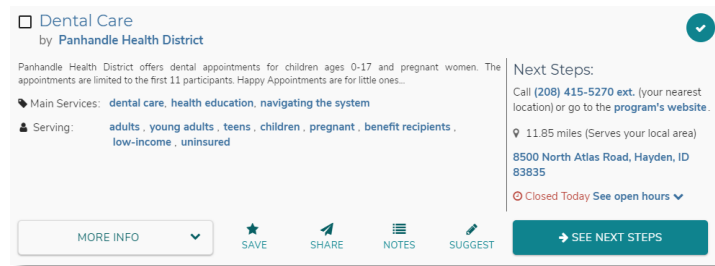 Dental Care
by Panhandle Health District
Panhandle Health District offers dental appointments for children ages 0-17 and pregnant women. The
appointments are limited to the first 11 participants. Happy Appointments are for little ones...
Main Services: dental care, health education, navigating the system
Serving: adults , young adults , teens , children , pregnant , benefit recipients ,
low-income , uninsured
Next Steps:
Call (208) 415-5270 ext. (your nearest
location) or go to the program's website.
11.85 miles (Serves your local area)
8500 North Atlas Road, Hayden, ID
83835
Closed Today See open hours
MORE INFO
SAVE
SHARE
NOTES
SUGGEST
SEE NEXT STEPS